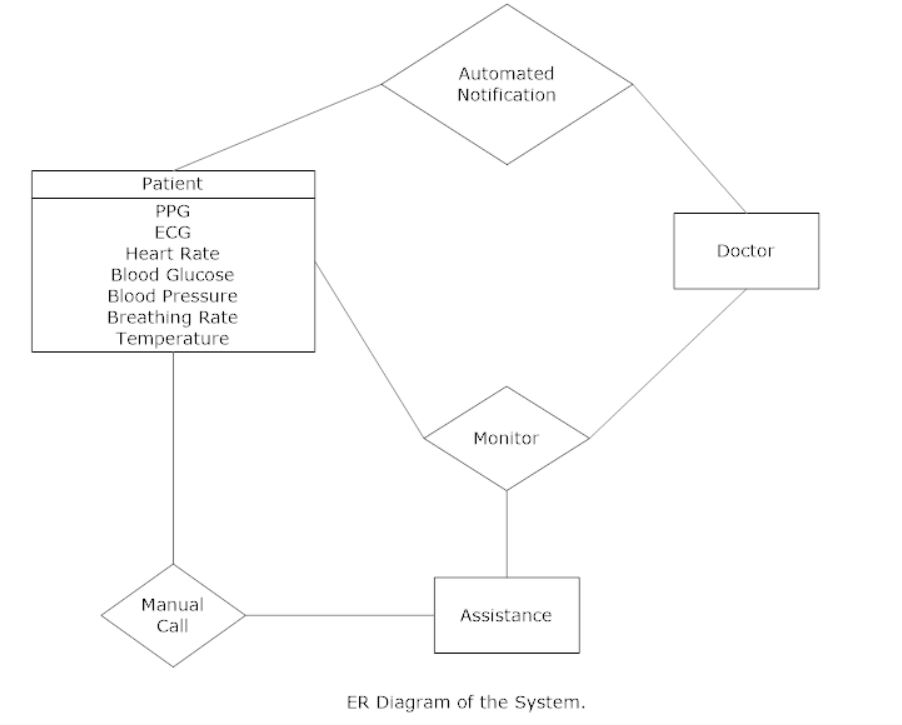 Automated
Notification
Patient
PPG
ECG
Heart Rate
Blood Glucose
Blood Pressure
Breathing Rate
Temperature
Doctor
Monitor
Manual
Call
Assistance
ER Diagram of the System.